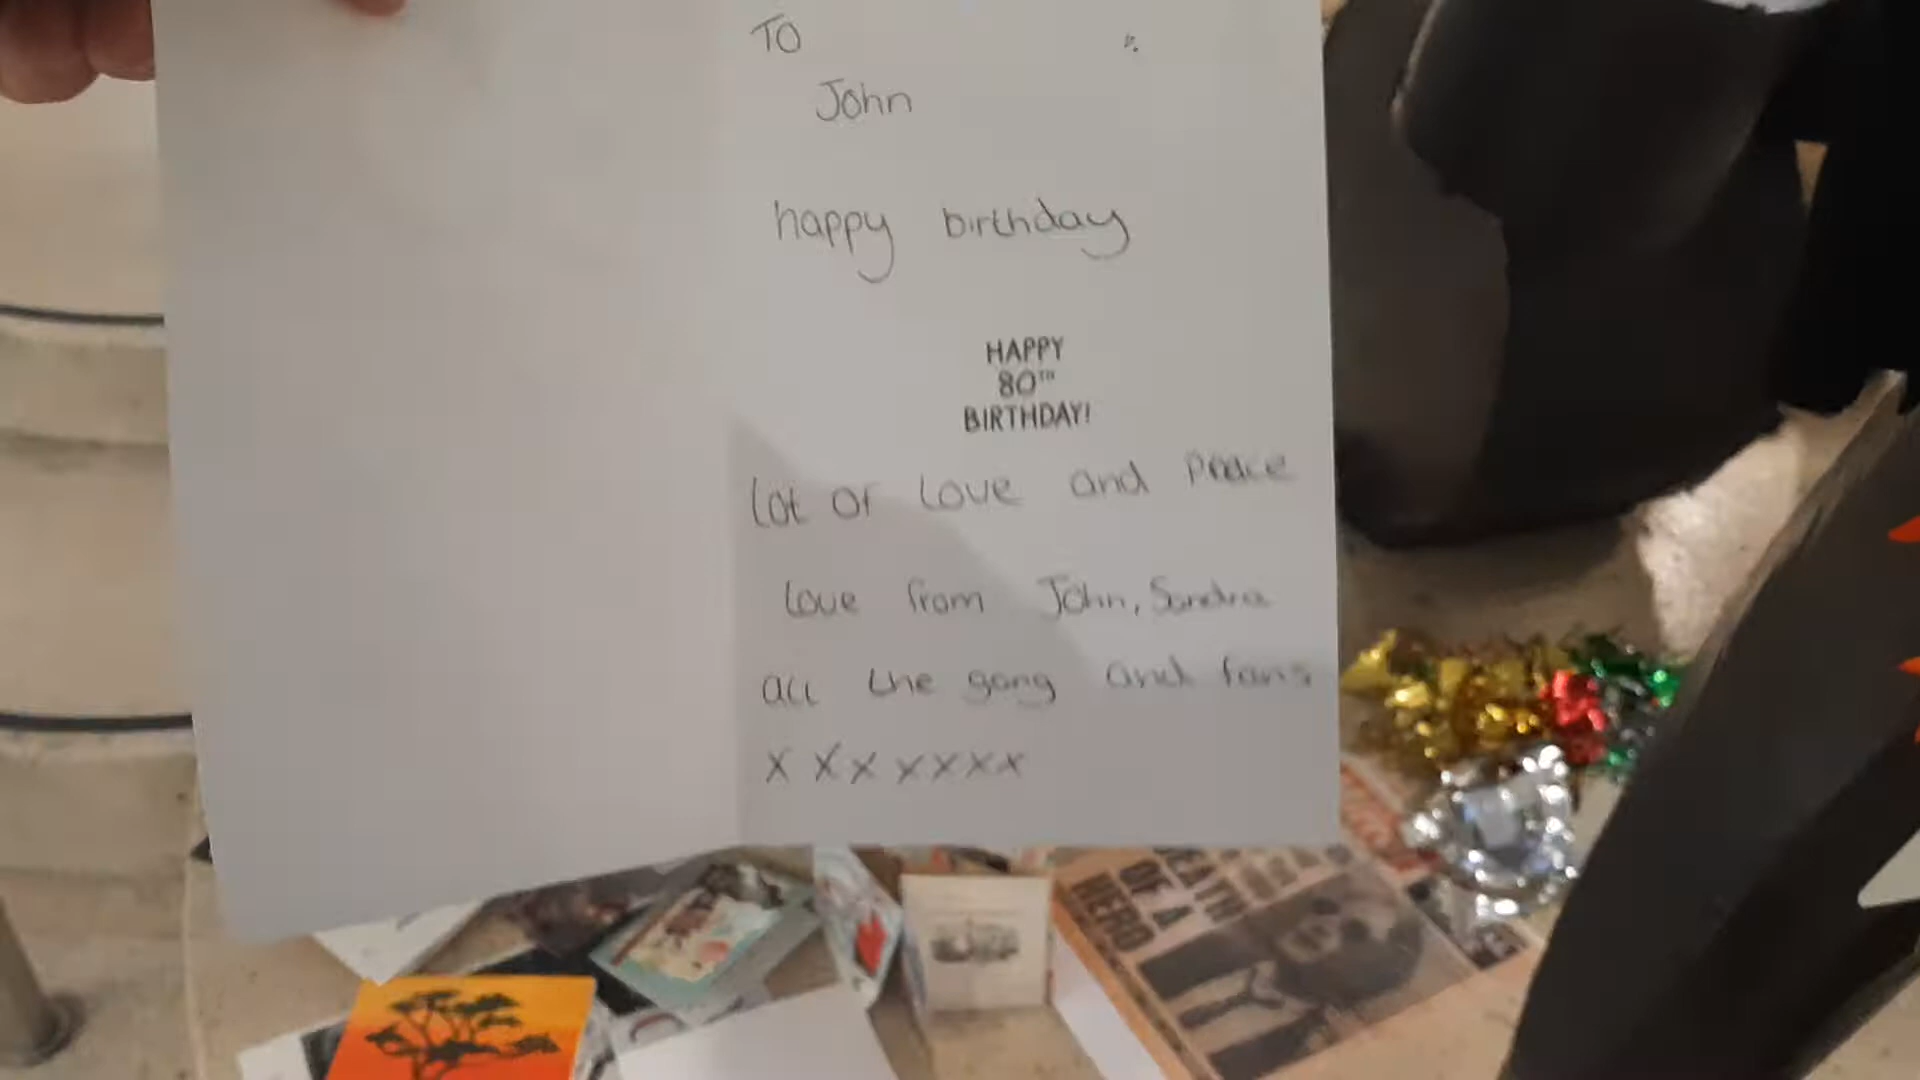 TO
John
happy birthday
HAPPY
80TH
BIRTHDAY!
Lot of Love and Peace
Love from John, Sandra
all the gang and fans
x x x x x x x
DEATH
OF A
HERO